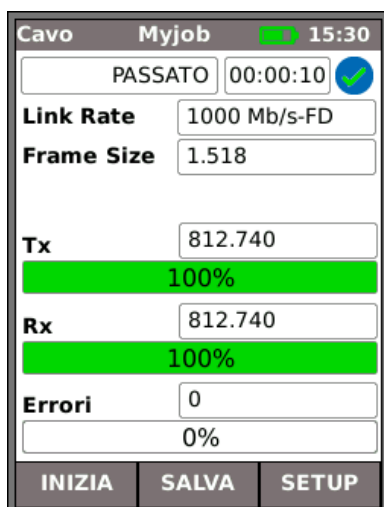 Cavo Myjob 15:30
PASSATO 00:00:10
Link Rate 1000 Mb/s-FD
Frame Size 1.518
Tx 812.740
100%
Rx 812.740
100%
Errori 0
0%
INIZIA SALVA SETUP